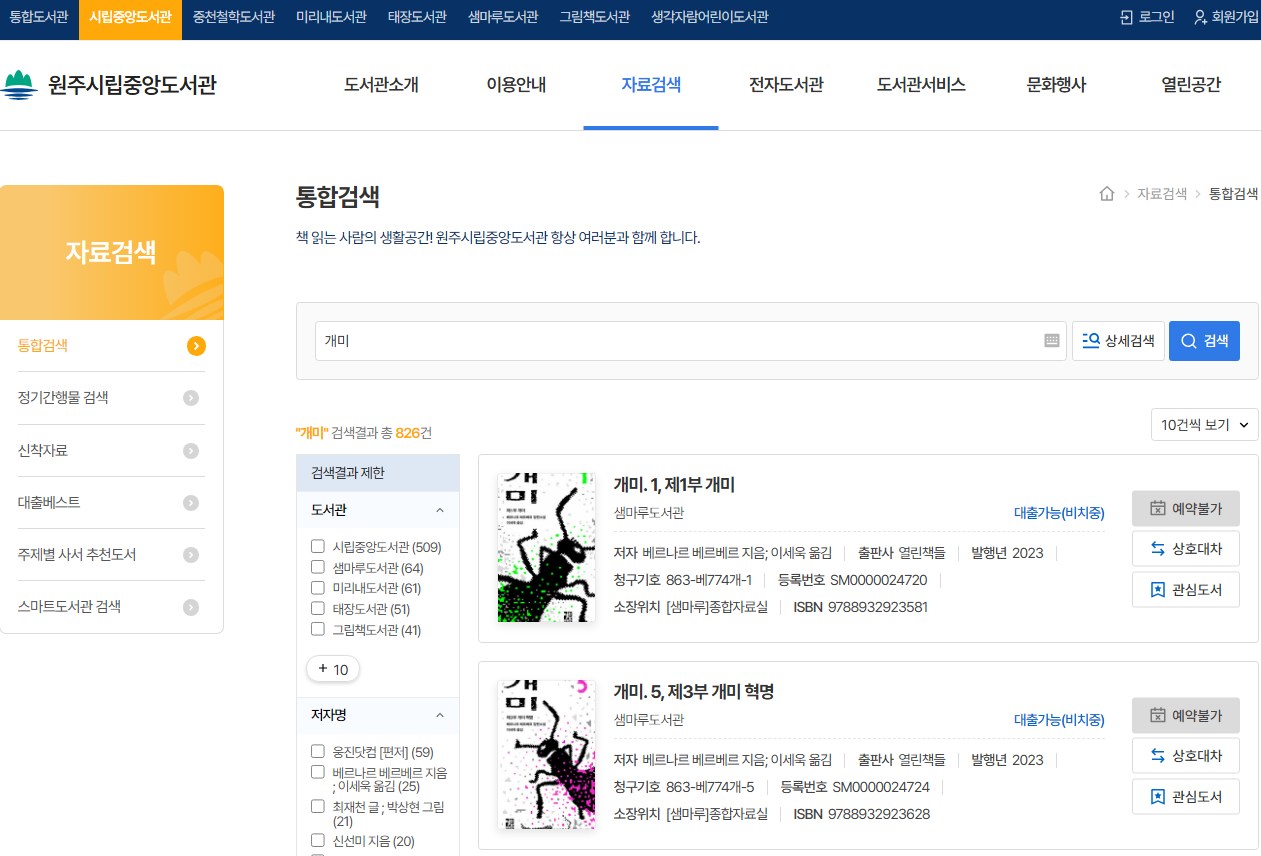 통합도서관 시립중앙도서관 중천철학도서관 미리내도서관 태장도서관 샘마루도서관 그림책도서관 생각자람어린이도서관 로그인 회원가입
원주시립중앙도서관 도서관소개 이용안내 자료검색 전자도서관 도서관서비스 문화행사 열린공간
자료검색
통합검색
정기간행물 검색
신착자료
대출베스트
주제별 사서 추천도서
스마트도서관 검색
통합검색
자료검색 통합검색
책 읽는 사람의 생활공간! 원주시립중앙도서관 항상 여러분과 함께 합니다.
개미 상세검색 검색
"개미" 검색결과 총 826건
10건씩 보기
검색결과 제한
도서관
시립중앙도서관 (509)
샘마루도서관 (64)
미리내도서관 (61)
태장도서관 (51)
그림책도서관 (41)
+ 10
저자명
웅진닷컴 [편저] (59)
베르나르 베르베르 지음
; 이세욱 옮김 (25)
최재천 글 ; 박상현 그림
(21)
신선미 지음 (20)
개미
1
개미. 1, 제1부 개미
샘마루도서관 대출가능(비치중)
저자 베르나르 베르베르 지음; 이세욱 옮김 출판사 열린책들 발행년 2023
청구기호 863-베774개-1 등록번호 SM0000024720
소장위치 [샘마루]종합자료실 ISBN 9788932923581
예약불가
상호대차
관심도서
개미
5
개미. 5, 제3부 개미 혁명
샘마루도서관 대출가능(비치중)
저자 베르나르 베르베르 지음; 이세욱 옮김 출판사 열린책들 발행년 2023
청구기호 863-베774개-5 등록번호 SM0000024724
소장위치 [샘마루]종합자료실 ISBN 9788932923628
예약불가
상호대차
관심도서